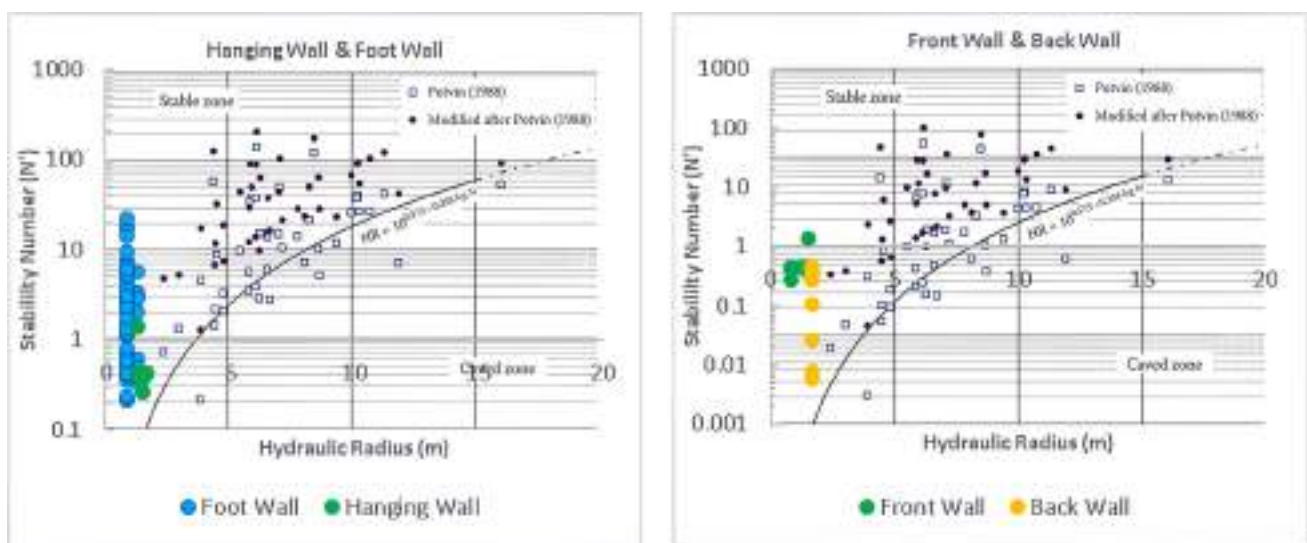 Hanging Wall & Foot Wall
1000
100
10
1
0.1
Stability Number (N')
Stable zone
Potvin (1988)
Modified after Potvin (1988)
Caved zone
0 5 10 15 20
Hydraulic Radius (m)
Foot Wall Hanging Wall
Front Wall & Back Wall
1000
100
10
1
0.1
0.01
0.001
Stability Number (N')
Stable zone
Potvin (1988)
Modified after Potvin (1988)
0 5 10 15 20
Caved zone
Hydraulic Radius (m)
Front Wall Back Wall